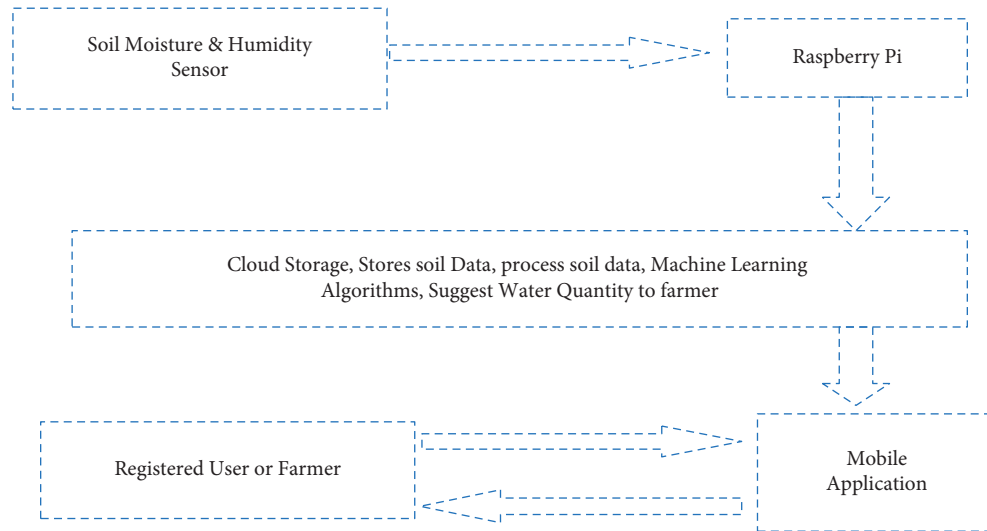 Soil Moisture & Humidity
Sensor
Raspberry Pi
Cloud Storage, Stores soil Data, process soil data, Machine Learning
Algorithms, Suggest Water Quantity to farmer
Registered User or Farmer
Mobile
Application